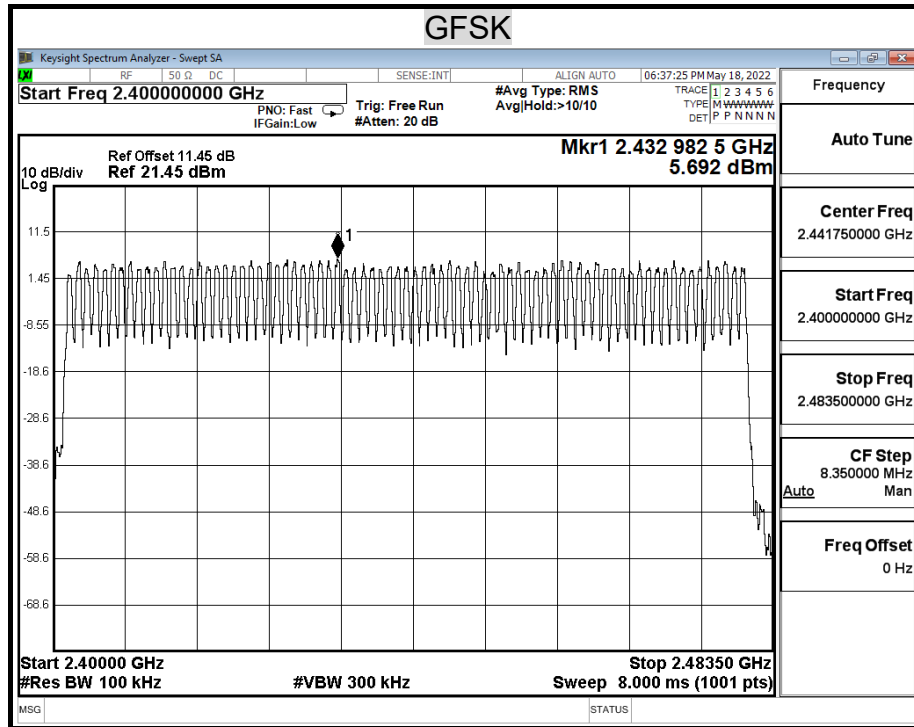 GFSK
Keysight Spectrum Analyzer - Swept SA
LXI RF 50 Ω DC SENSE:INT ALIGN AUTO 06:37:25 PM May 18, 2022
Start Freq 2.400000000 GHz
PNO: Fast
IFGain:Low
Trig: Free Run
#Atten: 20 dB
#Avg Type: RMS
Avg|Hold:>10/10
TRACE 1 2 3 4 5 6
TYPE M WWWWW
DET P P N N N N
Mkr1 2.432 982 5 GHz
5.692 dBm
Ref Offset 11.45 dB
10 dB/div Ref 21.45 dBm
Log
1
11.5
1.45
-8.55
-18.6
-28.6
-38.6
-48.6
-58.6
-68.6
Start 2.40000 GHz Stop 2.48350 GHz
#Res BW 100 kHz #VBW 300 kHz Sweep 8.000 ms (1001 pts)
MSG STATUS
Frequency
Auto Tune
Center Freq
2.441750000 GHz
Start Freq
2.400000000 GHz
Stop Freq
2.483500000 GHz
CF Step
8.350000 MHz
Auto Man
Freq Offset
0 Hz